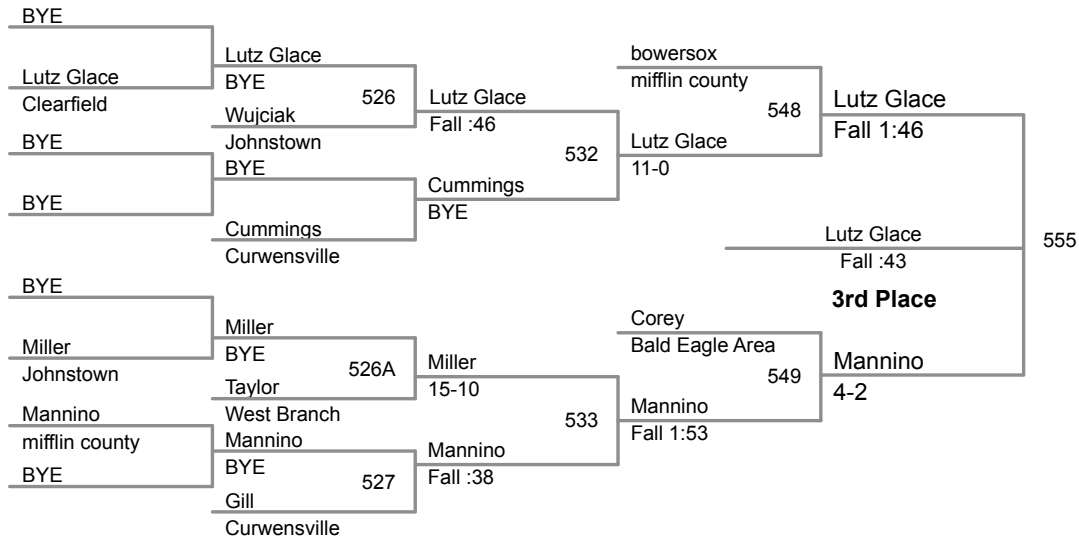 BYE
Lutz Glace
Clearfield
BYE
BYE
Lutz Glace
BYE
526
Wujciak
Johnstown
BYE
Cummings
Curwensville
Lutz Glace
Fall :46
532
Cummings
BYE
bowersox
mifflin county
548
Lutz Glace
11-0
Lutz Glace
Fall 1:46
Lutz Glace
Fall :43
3rd Place
555
BYE
Miller
Johnstown
Mannino
mifflin county
BYE
Miller
BYE
526A
Taylor
West Branch
Mannino
BYE
527
Gill
Curwensville
Miller
15-10
533
Mannino
Fall :38
Corey
Bald Eagle Area
549
Mannino
Fall 1:53
Mannino
4-2